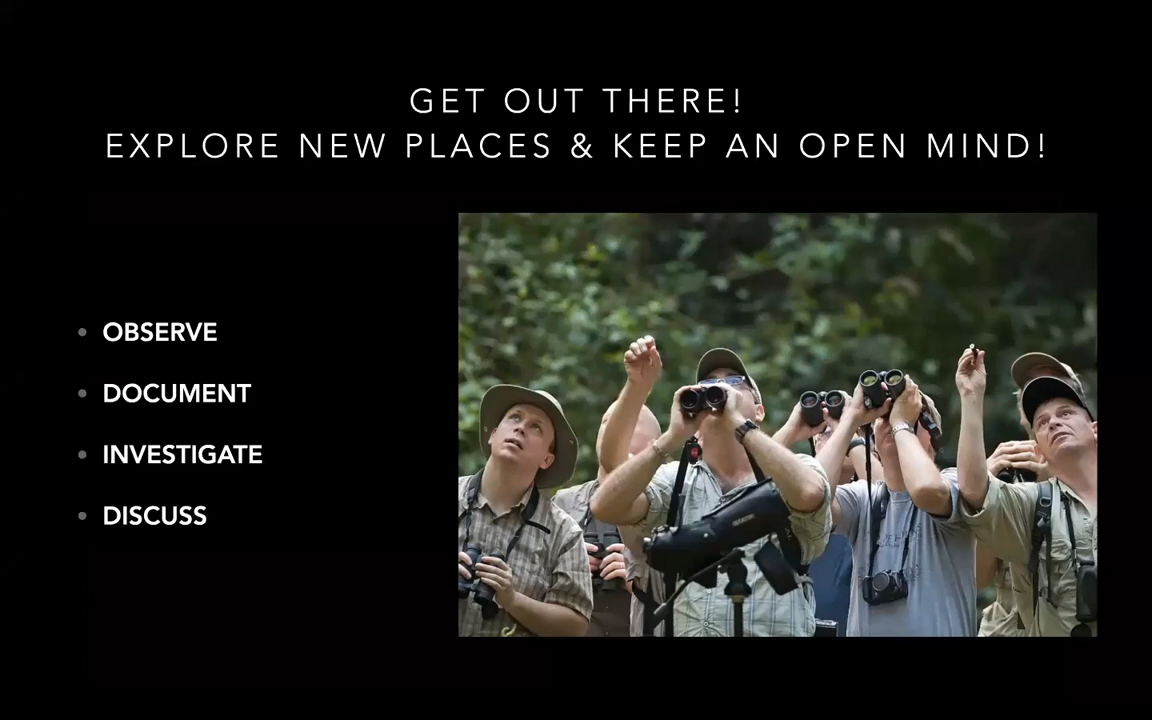 GET OUT THERE!
EXPLORE NEW PLACES & KEEP AN OPEN MIND!
OBSERVE
DOCUMENT
INVESTIGATE
DISCUSS